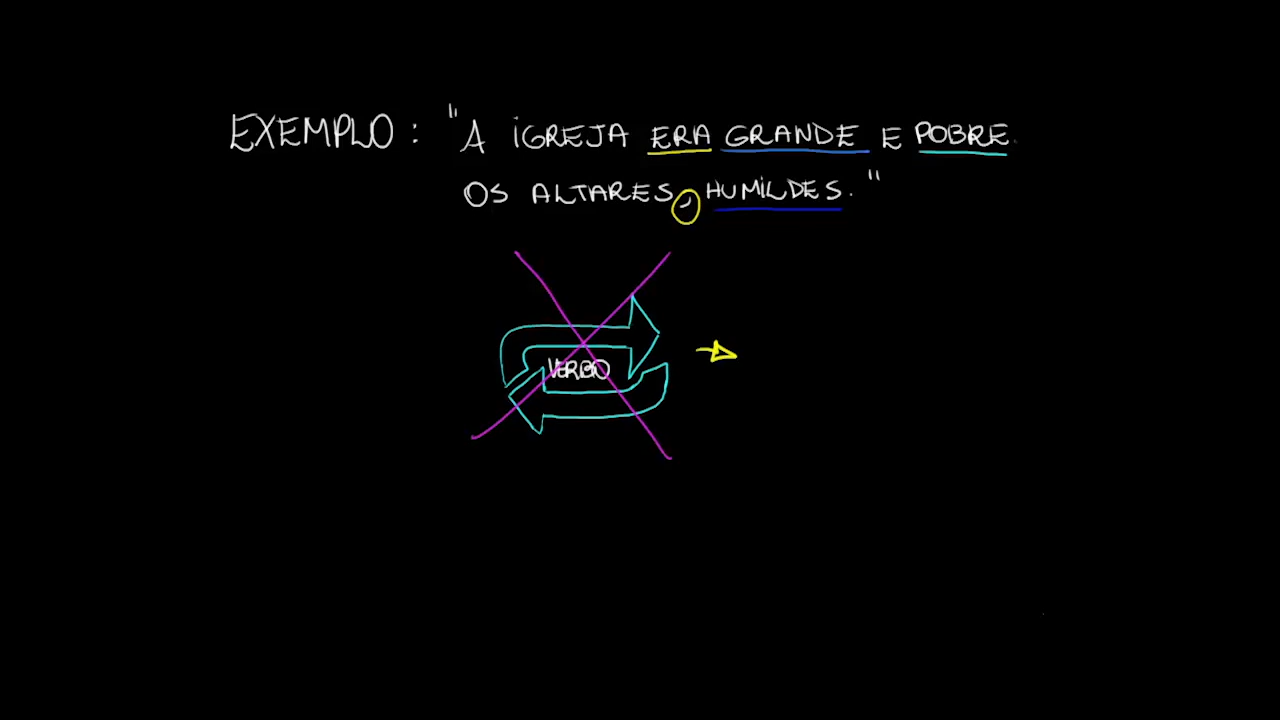 EXEMPLO: "A IGREJA ERA GRANDE E POBRE.
OS ALTARES, HUMILDES."
VERBO